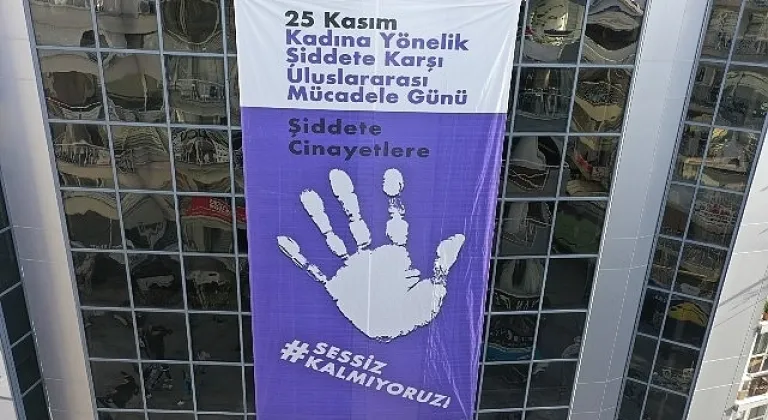 25 Kasım
Kadına Yönelik
Şiddete Karşı
Uluslararası
Mücadele Günü
Şiddete
Cinayetlere
#SESSİZ
KALMIYORUZ!